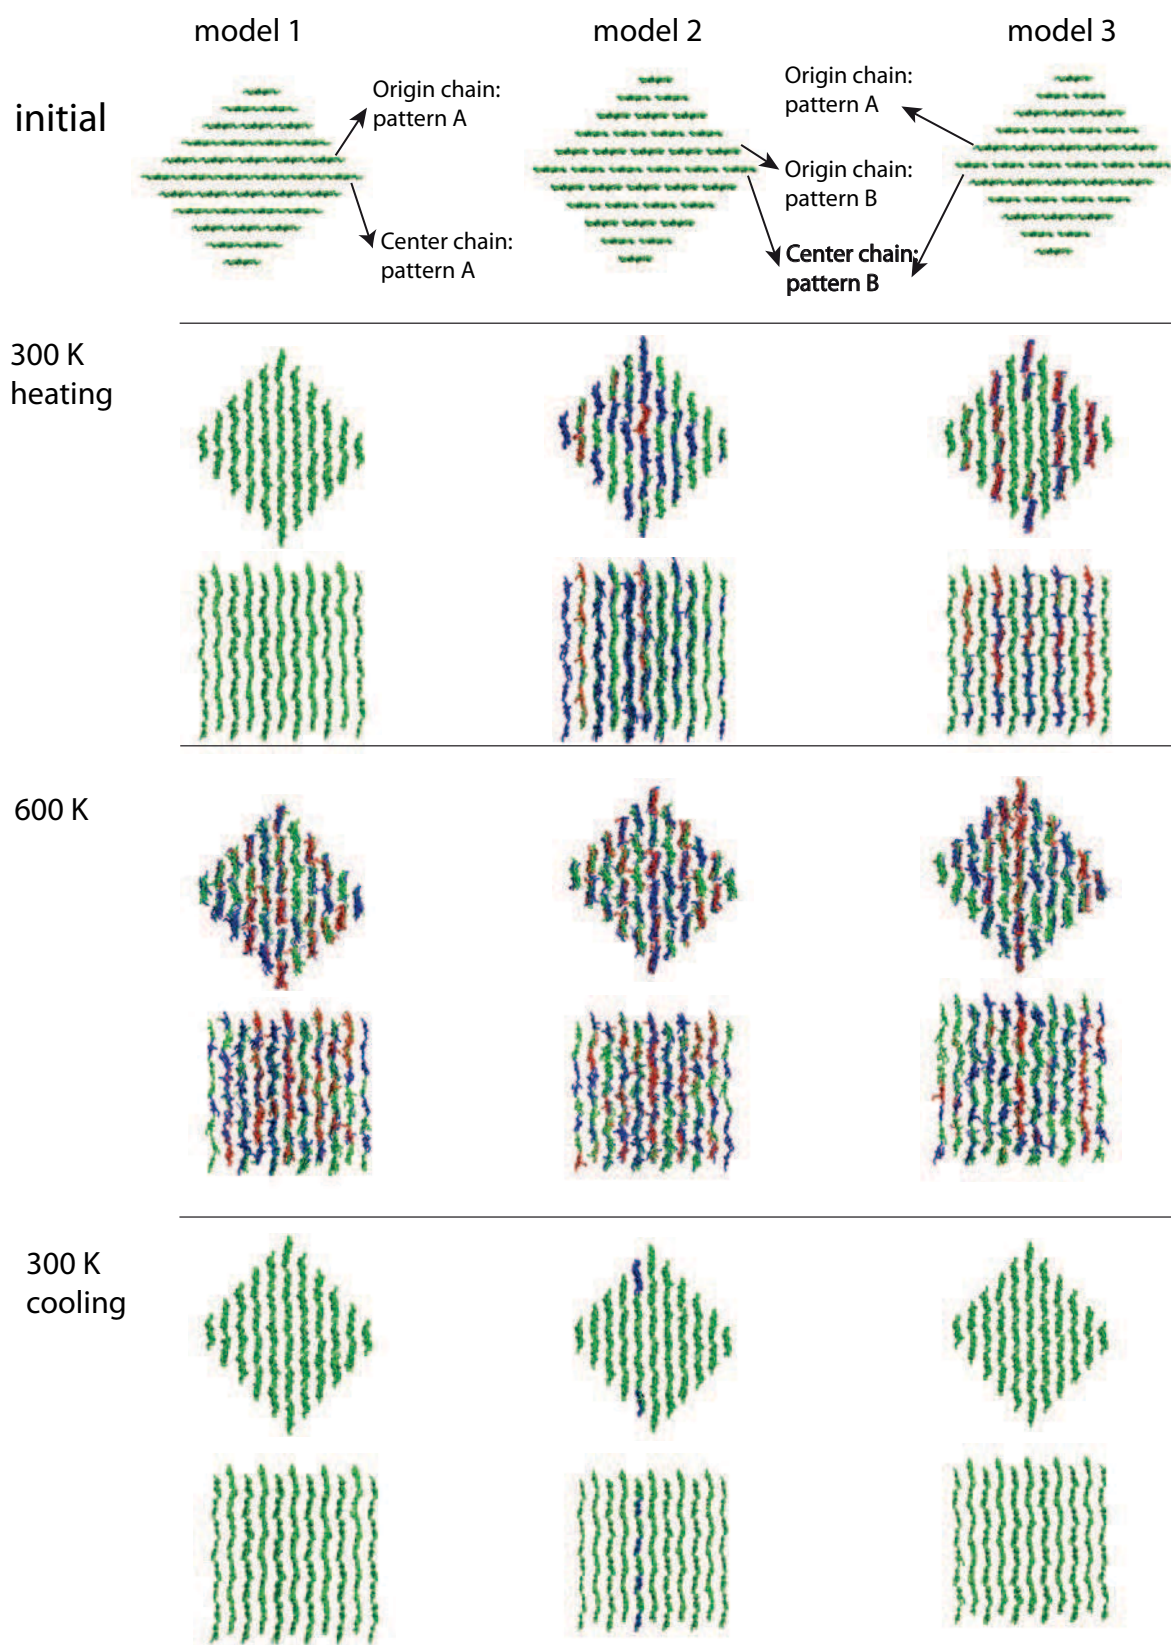 model 1
model 2
model 3
initial
Origin chain:
pattern A
Origin chain:
pattern A
Origin chain:
pattern B
Center chain:
pattern A
Center chain:
pattern B
300 K
heating
600 K
300 K
cooling